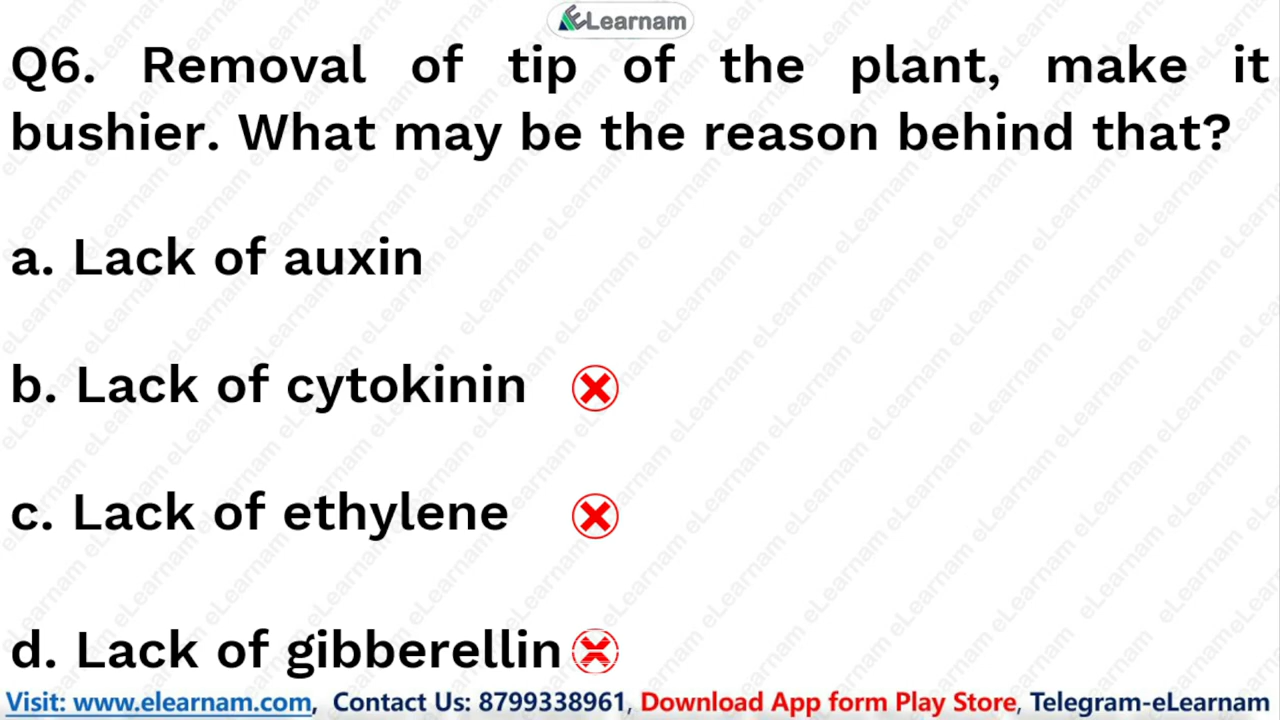 eLearnam
Q6. Removal of tip of the plant, make it
bushier. What may be the reason behind that?
a. Lack of auxin
b. Lack of cytokinin
c. Lack of ethylene
d. Lack of gibberellin
Visit: www.elearnam.com, Contact Us: 8799338961, Download App form Play Store, Telegram-eLearnam